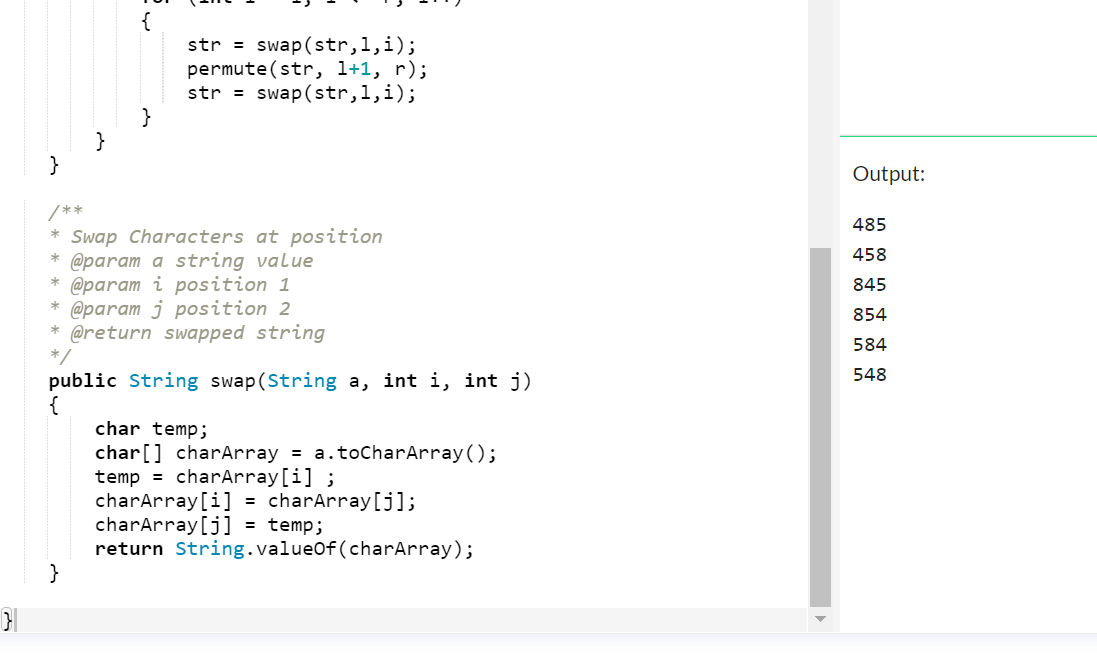 {
str = swap(str,l,i);
permute(str, l+1, r);
str = swap(str,l,i);
}
}
}
/**
* Swap Characters at position
* @param a string value
* @param i position 1
* @param j position 2
* @return swapped string
*/
public String swap(String a, int i, int j)
{
char temp;
char[] charArray = a.toCharArray();
temp = charArray[i] ;
charArray[i] = charArray[j];
charArray[j] = temp;
return String.valueOf(charArray);
}
}
Output:
485
458
845
854
584
548